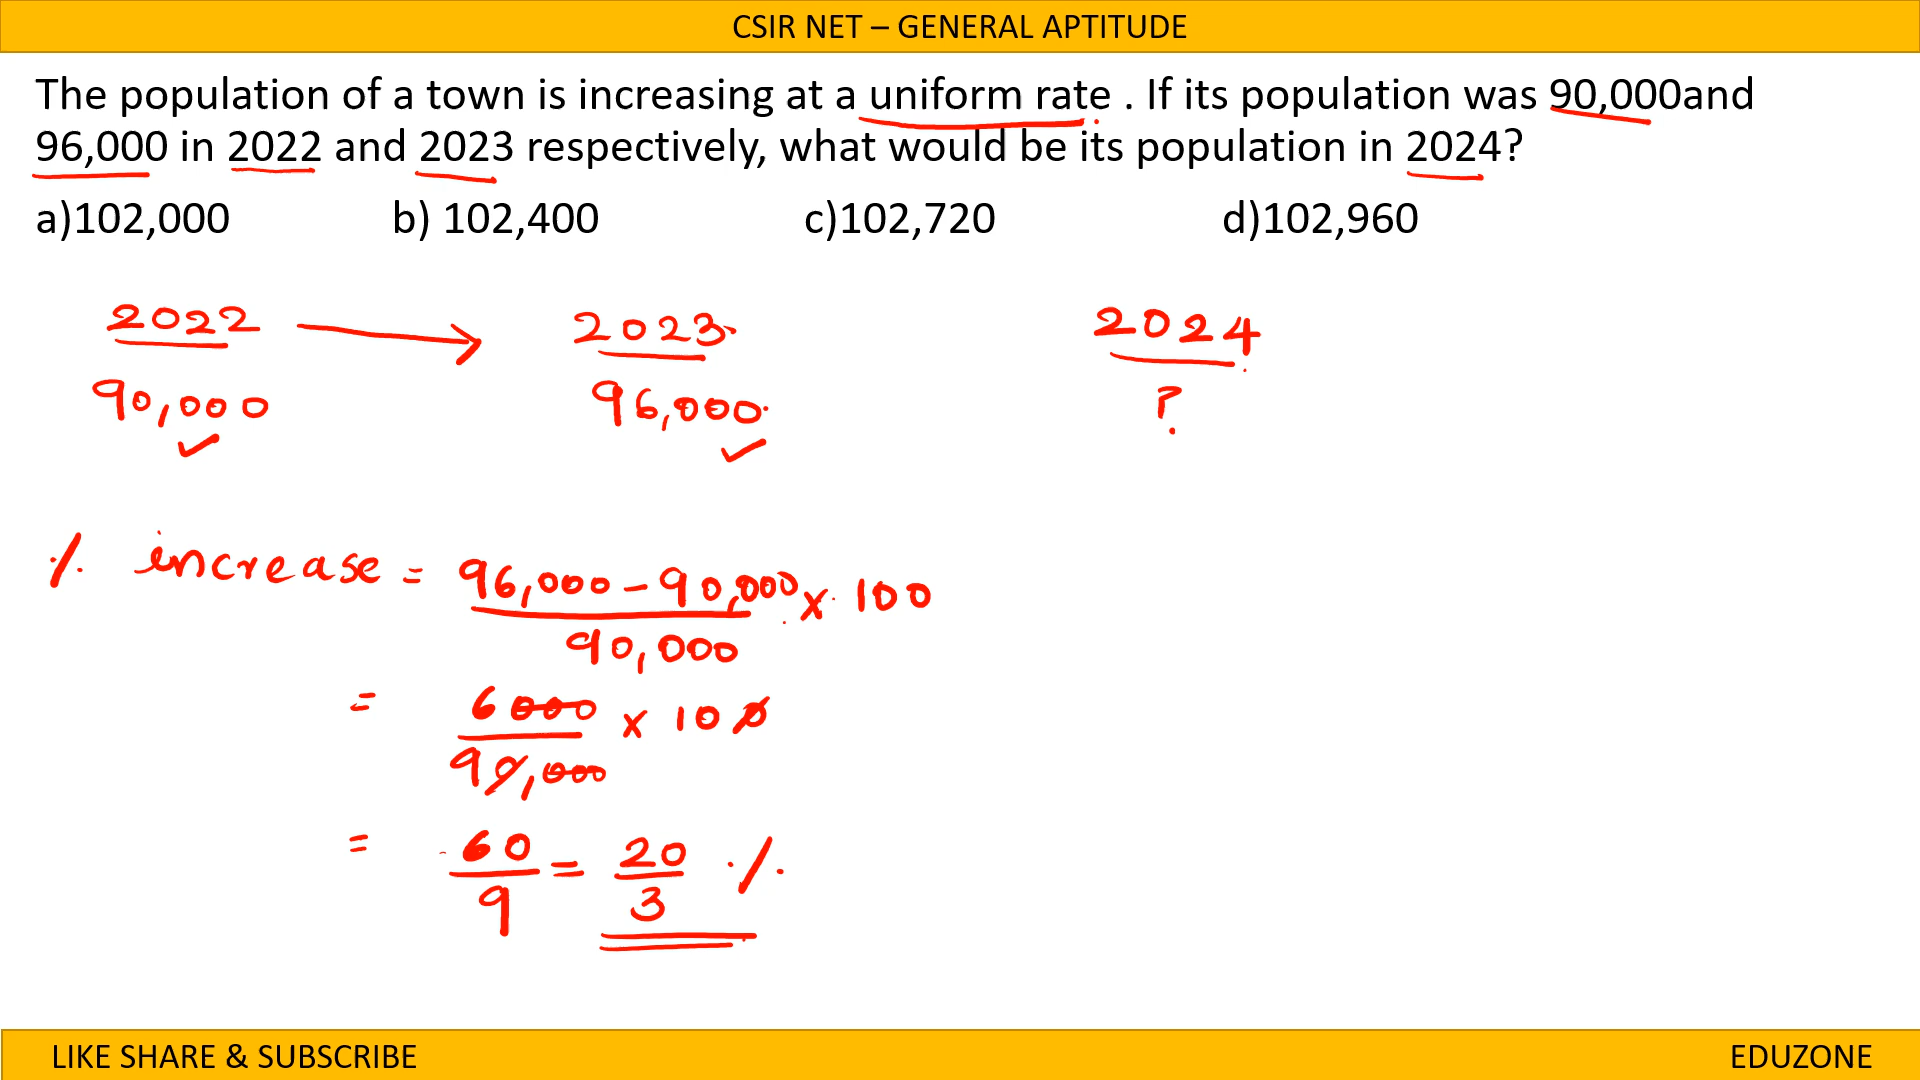 CSIR NET – GENERAL APTITUDE
The population of a town is increasing at a uniform rate . If its population was 90,000and
96,000 in 2022 and 2023 respectively, what would be its population in 2024?
a)102,000 b) 102,400 c)102,720 d)102,960
2022 → 2023 2024
90,000 ✓ 96,000 ✓ ?
% increase = (96,000 – 90,000)/90,000 x 100
= 6000/90,000 x 100
= 60/9 = 20/3 %
LIKE SHARE & SUBSCRIBE EDUZONE